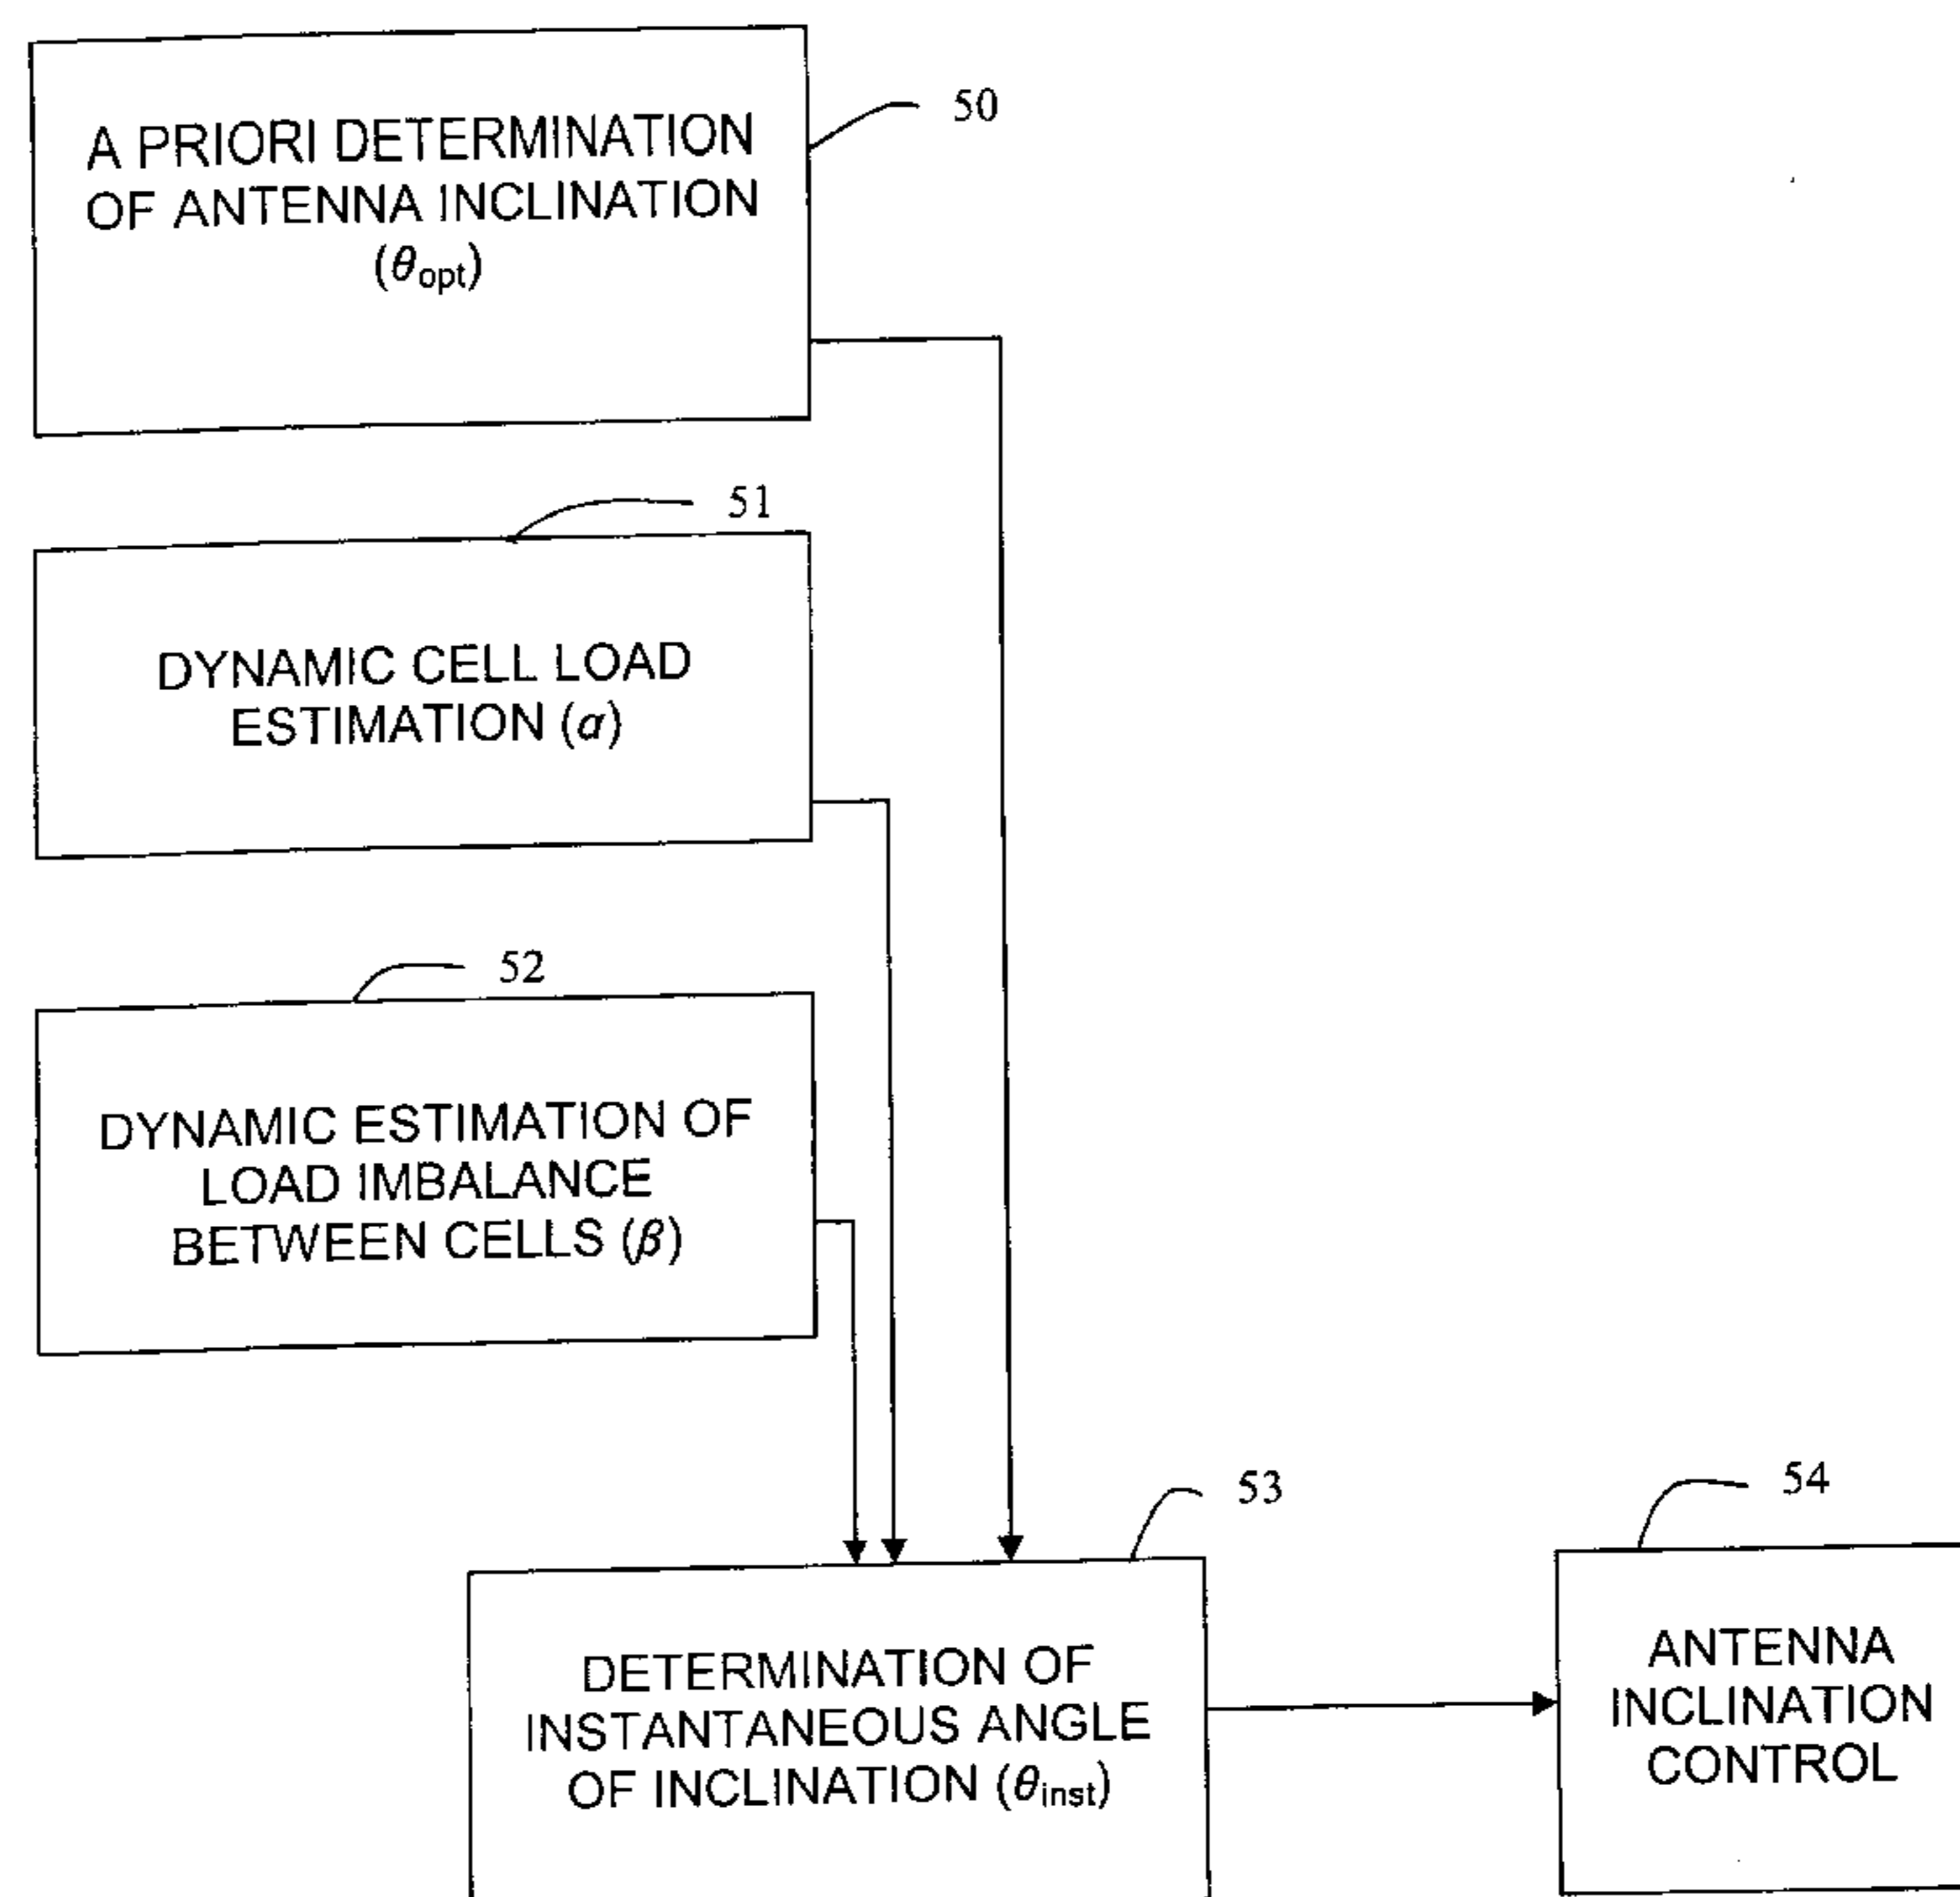 A PRIORI DETERMINATION
OF ANTENNA INCLINATION
(θopt)
50
51
DYNAMIC CELL LOAD
ESTIMATION (α)
52
DYNAMIC ESTIMATION OF
LOAD IMBALANCE
BETWEEN CELLS (β)
53
DETERMINATION OF
INSTANTANEOUS ANGLE
OF INCLINATION (θinst)
54
ANTENNA
INCLINATION
CONTROL